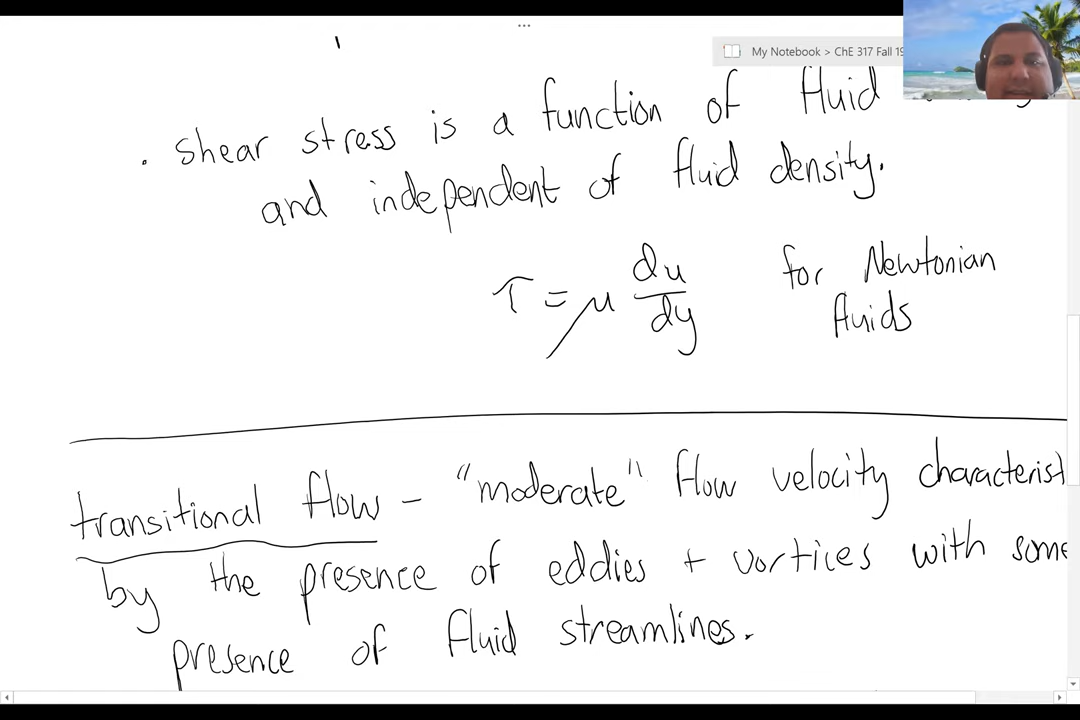 My Notebook > ChE 317 Fall 19
. shear stress is a function of fluid
and independent of fluid density.
τ = μ du/dy for Newtonian fluids
transitional flow - "moderate" flow velocity characterist
by the presence of eddies + vortices with some
presence of fluid streamlines.